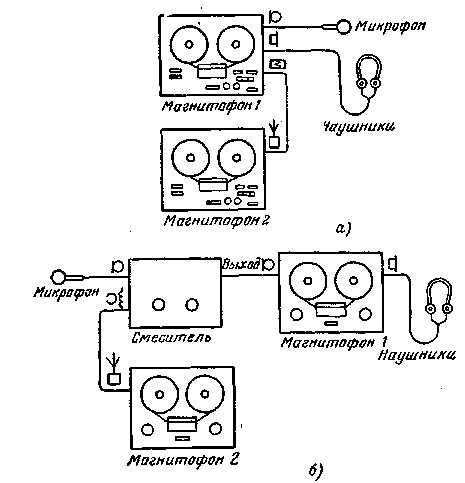 Микрофон
Магнитофон 1
Наушники
Магнитофон 2
а)
Выход
Микрофон
Смеситель
Магнитофон 1
Наушники
Магнитофон 2
б)